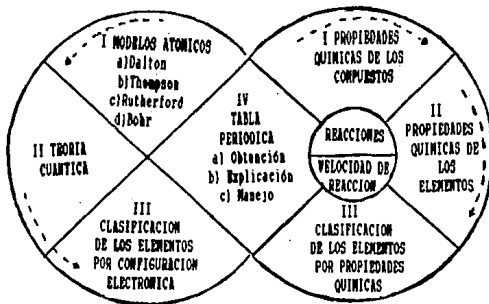 I MODELOS ATOMICOS
a)Dalton
b)Thompson
c)Rutherford
d)Bohr
II TEORIA
CUANTICA
III
CLASIFICACION
DE LOS ELEMENTOS
POR CONFIGURACION
ELECTRONICA
IV
TABLA
PERIODICA
a) Obtención
b) Explicación
c) Manejo
I PROPIEDADES
QUIMICAS DE LOS
COMPUESTOS
REACCIONES
VELOCIDAD DE
REACCION
II
PROPIEDADES
QUIMICAS DE
LOS
ELEMENTOS
III
CLASIFICACION
DE LOS ELEMENTOS
POR PROPIEDADES
QUIMICAS